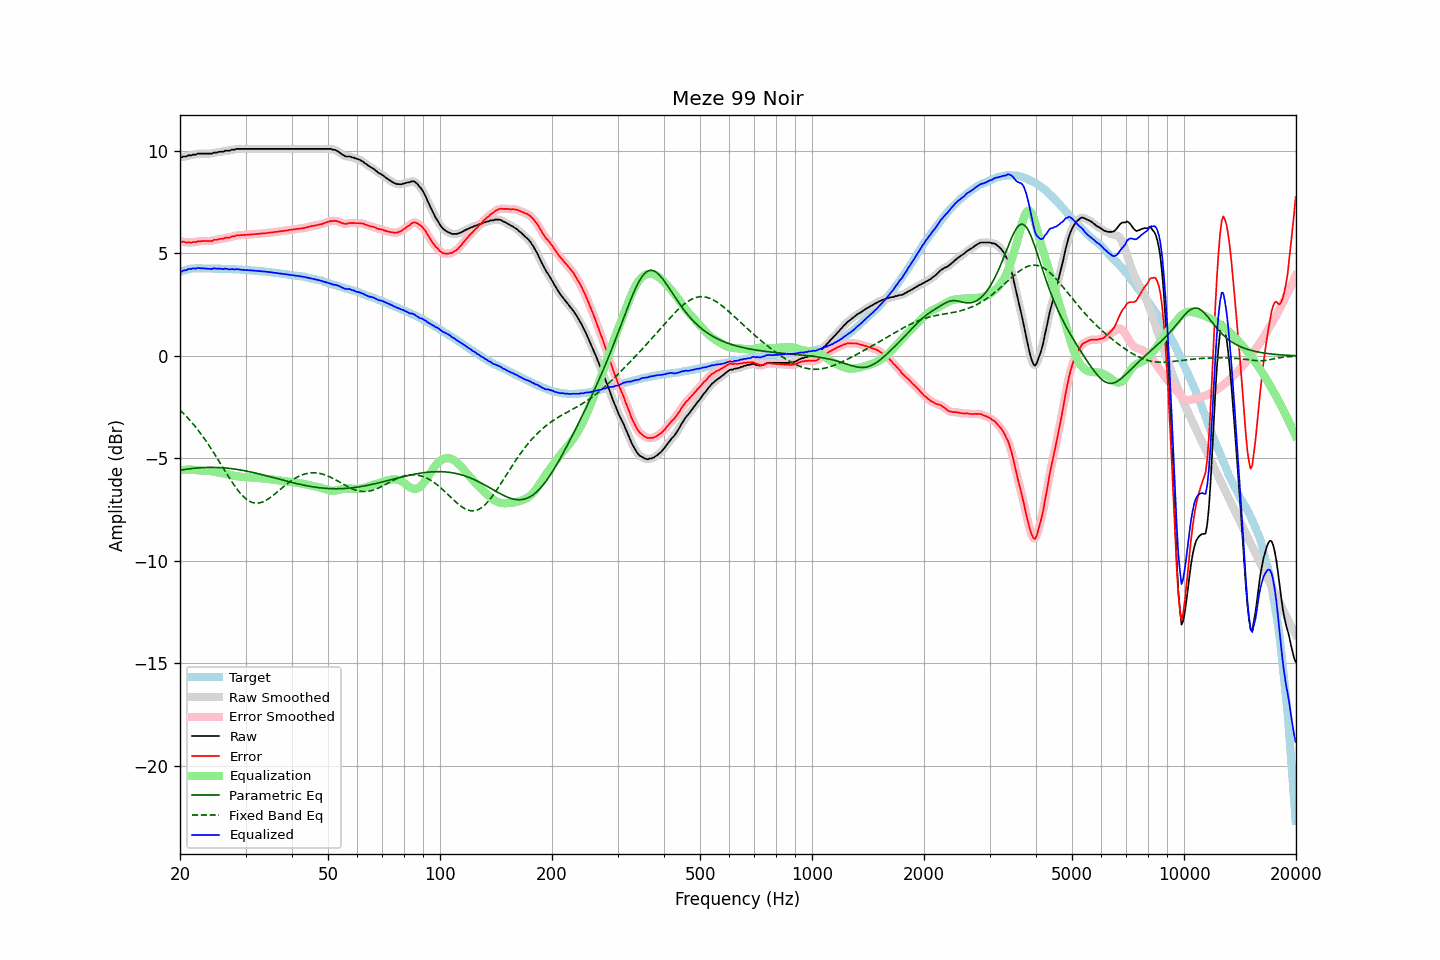 Meze 99 Noir
Amplitude (dBr)
10
5
0
−5
−10
−15
−20
Target
Raw Smoothed
Error Smoothed
Raw
Error
Equalization
Parametric Eq
Fixed Band Eq
Equalized
20 50 100 200 500 1000 2000 5000 10000 20000
Frequency (Hz)